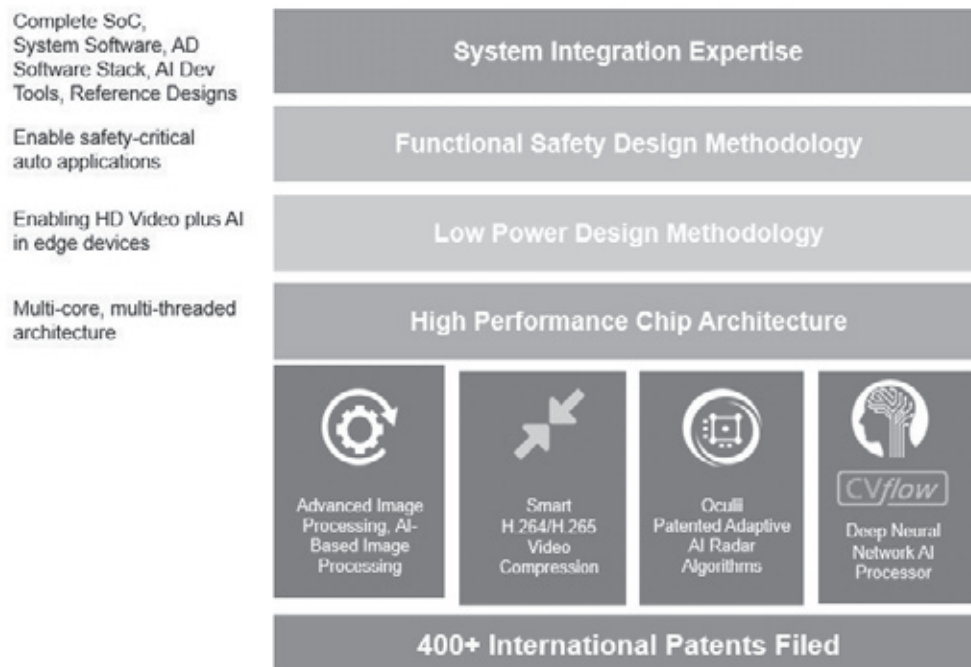 Complete SoC,
System Software, AD
Software Stack, AI Dev
Tools, Reference Designs
System Integration Expertise
Enable safety-critical
auto applications
Functional Safety Design Methodology
Enabling HD Video plus AI
in edge devices
Low Power Design Methodology
Multi-core, multi-threaded
architecture
High Performance Chip Architecture
Advanced Image
Processing, AI-
Based Image
Processing
Smart
H.264/H.265
Video
Compression
Oculii
Patented Adaptive
AI Radar
Algorithms
CVflow
Deep Neural
Network AI
Processor
400+ International Patents Filed